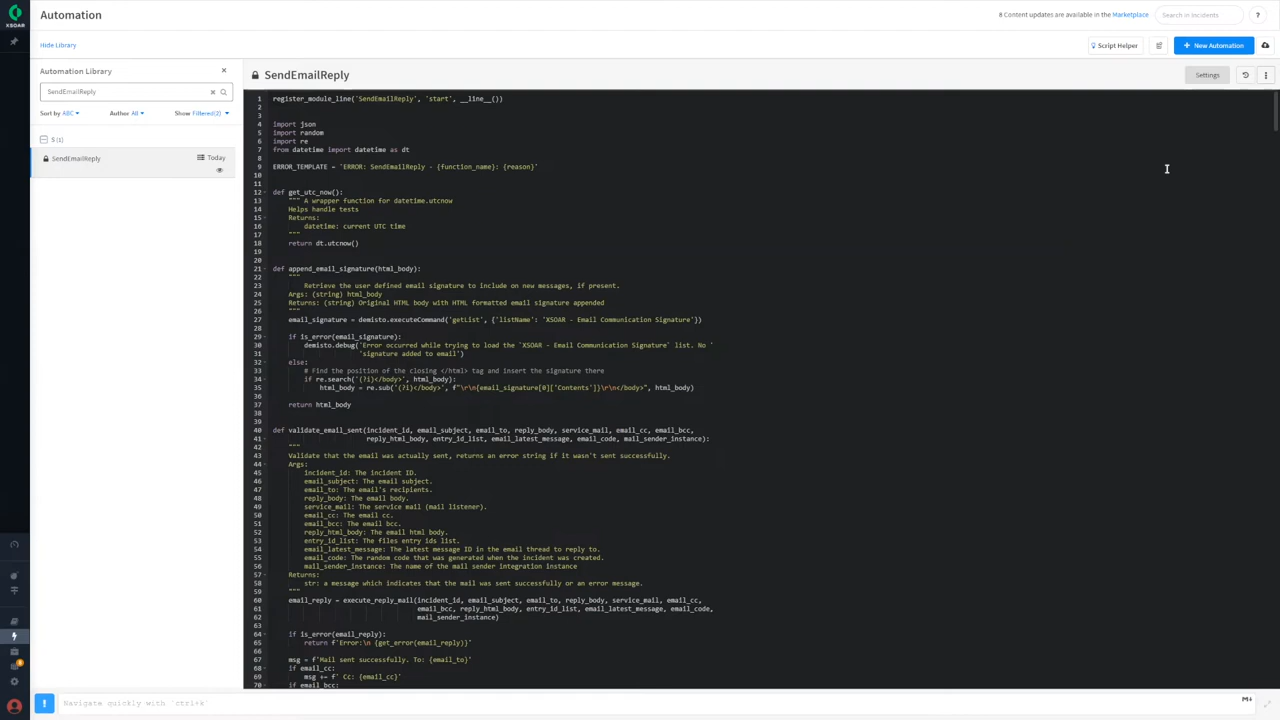 XSOAR
Automation
8 Content updates are available in the Marketplace
Search in Incidents
?
Hide Library
Script Helper
New Automation
Automation Library
SendEmailReply
Sort by ABC
Author All
Show Filtered(2)
S (1)
SendEmailReply
Today
SendEmailReply
Settings
1 register_module_line('SendEmailReply', 'start', __line__())
2
3
4 import json
5 import random
6 import re
7 from datetime import datetime as dt
8
9 ERROR_TEMPLATE = 'ERROR: SendEmailReply - {function_name}: {reason}'
10
11
12 def get_utc_now():
13 """ A wrapper function for datetime.utcnow
14 Helps handle tests
15 Returns:
16 datetime: current UTC time
17 """
18 return dt.utcnow()
19
20
21 def append_email_signature(html_body):
22 """
23 Retrieve the user defined email signature to include on new messages, if present.
24 Args: (string) html_body
25 Returns: (string) Original HTML body with HTML formatted email signature appended
26 """
27 email_signature = demisto.executeCommand('getList', {'listName': 'XSOAR - Email Communication Signature'})
28
29 if is_error(email_signature):
30 demisto.debug('Error occurred while trying to load the `XSOAR - Email Communication Signature` list. No '
31 'signature added to email')
32 else:
33 # Find the position of the closing </html> tag and insert the signature there
34 if re.search('(?i)</body>', html_body):
35 html_body = re.sub('(?i)</body>', f"\r\n{email_signature[0]['Contents']}\r\n</body>", html_body)
36
37 return html_body
38
39
40 def validate_email_sent(incident_id, email_subject, email_to, reply_body, service_mail, email_cc, email_bcc,
41 reply_html_body, entry_id_list, email_latest_message, email_code, mail_sender_instance):
42 """
43 Validate that the email was actually sent, returns an error string if it wasn't sent successfully.
44 Args:
45 incident_id: The incident ID.
46 email_subject: The email subject.
47 email_to: The email's recipients.
48 reply_body: The email body.
49 service_mail: The service mail (mail listener).
50 email_cc: The email cc.
51 email_bcc: The email bcc.
52 reply_html_body: The email html body.
53 entry_id_list: The files entry ids list.
54 email_latest_message: The latest message ID in the email thread to reply to.
55 email_code: The random code that was generated when the incident was created.
56 mail_sender_instance: The name of the mail sender integration instance
57 Returns:
58 str: a message which indicates that the mail was sent successfully or an error message.
59 """
60 email_reply = execute_reply_mail(incident_id, email_subject, email_to, reply_body, service_mail, email_cc,
61 email_bcc, reply_html_body, entry_id_list, email_latest_message, email_code,
62 mail_sender_instance)
63
64 if is_error(email_reply):
65 return f'Error:\n {get_error(email_reply)}'
66
67 msg = f'Mail sent successfully. To: {email_to}'
68 if email_cc:
69 msg += f' Cc: {email_cc}'
70 if email_bcc:
!
Navigate quickly with `ctrl+k`
M